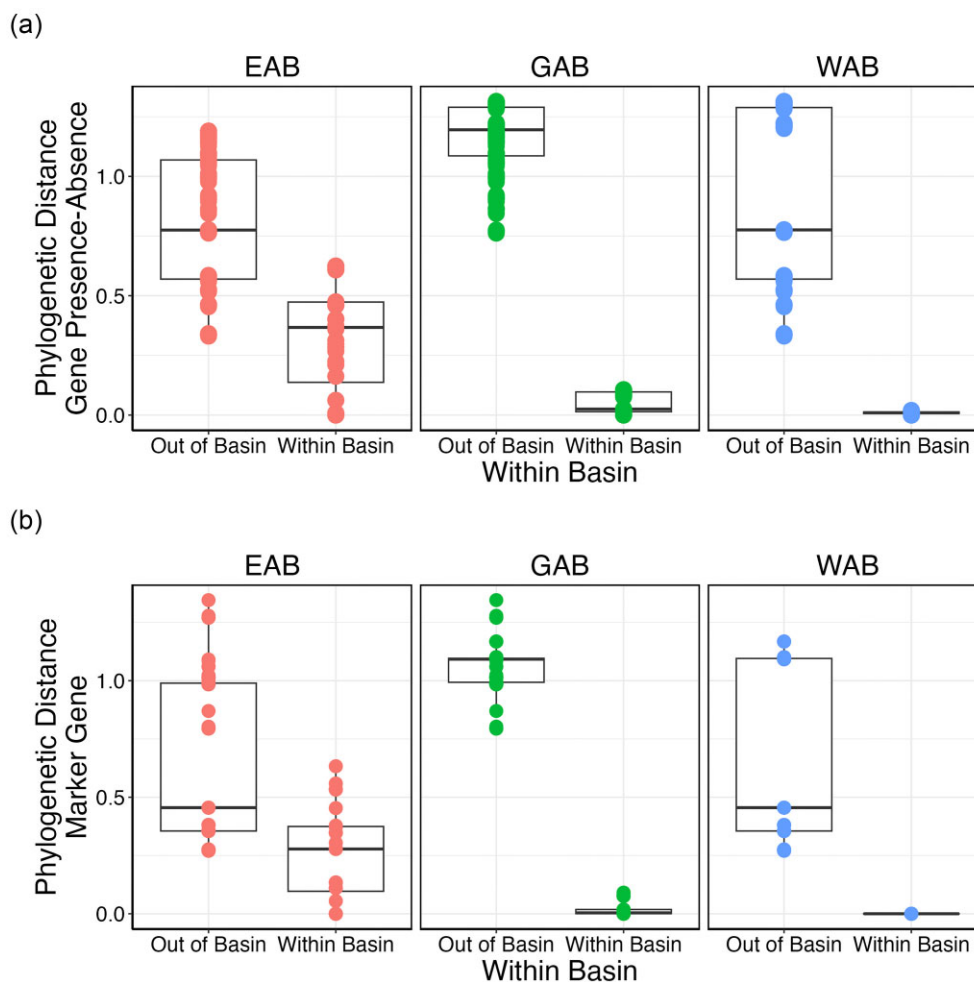 (a)
EAB GAB WAB
Phylogenetic Distance
Gene Presence-Absence
1.0
0.5
0.0
Out of Basin Within Basin Out of Basin Within Basin Out of Basin Within Basin
Within Basin
(b)
EAB GAB WAB
Phylogenetic Distance
Marker Gene
1.0
0.5
0.0
Out of Basin Within Basin Out of Basin Within Basin Out of Basin Within Basin
Within Basin